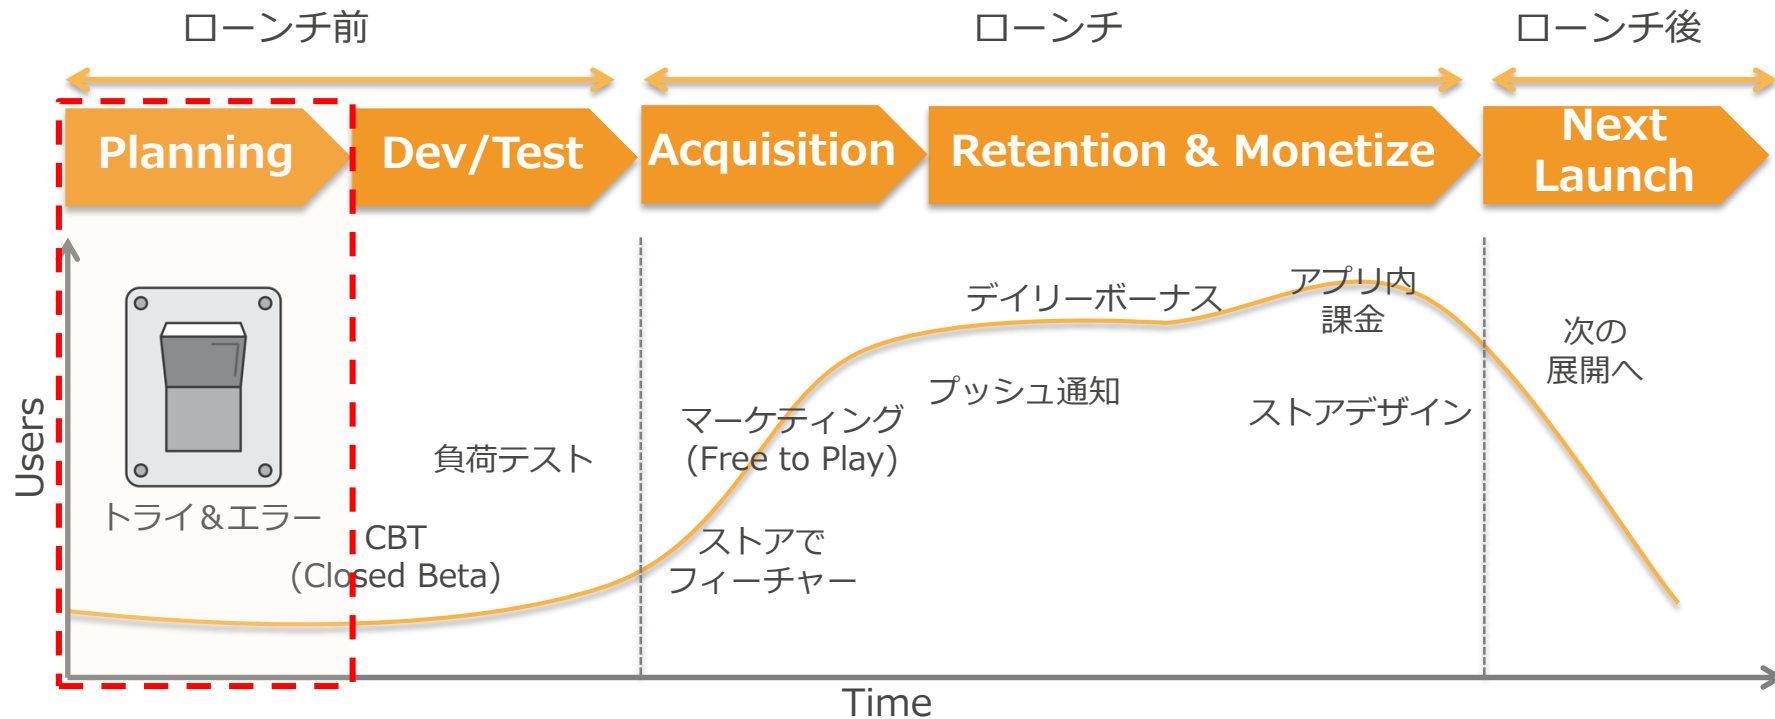 ローンチ前
ローンチ
ローンチ後
Planning
Dev/Test
Acquisition
Retention & Monetize
Next
Launch
Users
トライ＆エラー
CBT
(Closed Beta)
負荷テスト
マーケティング
(Free to Play)
ストアで
フィーチャー
デイリーボーナス
プッシュ通知
アプリ内
課金
ストアデザイン
次の
展開へ
Time